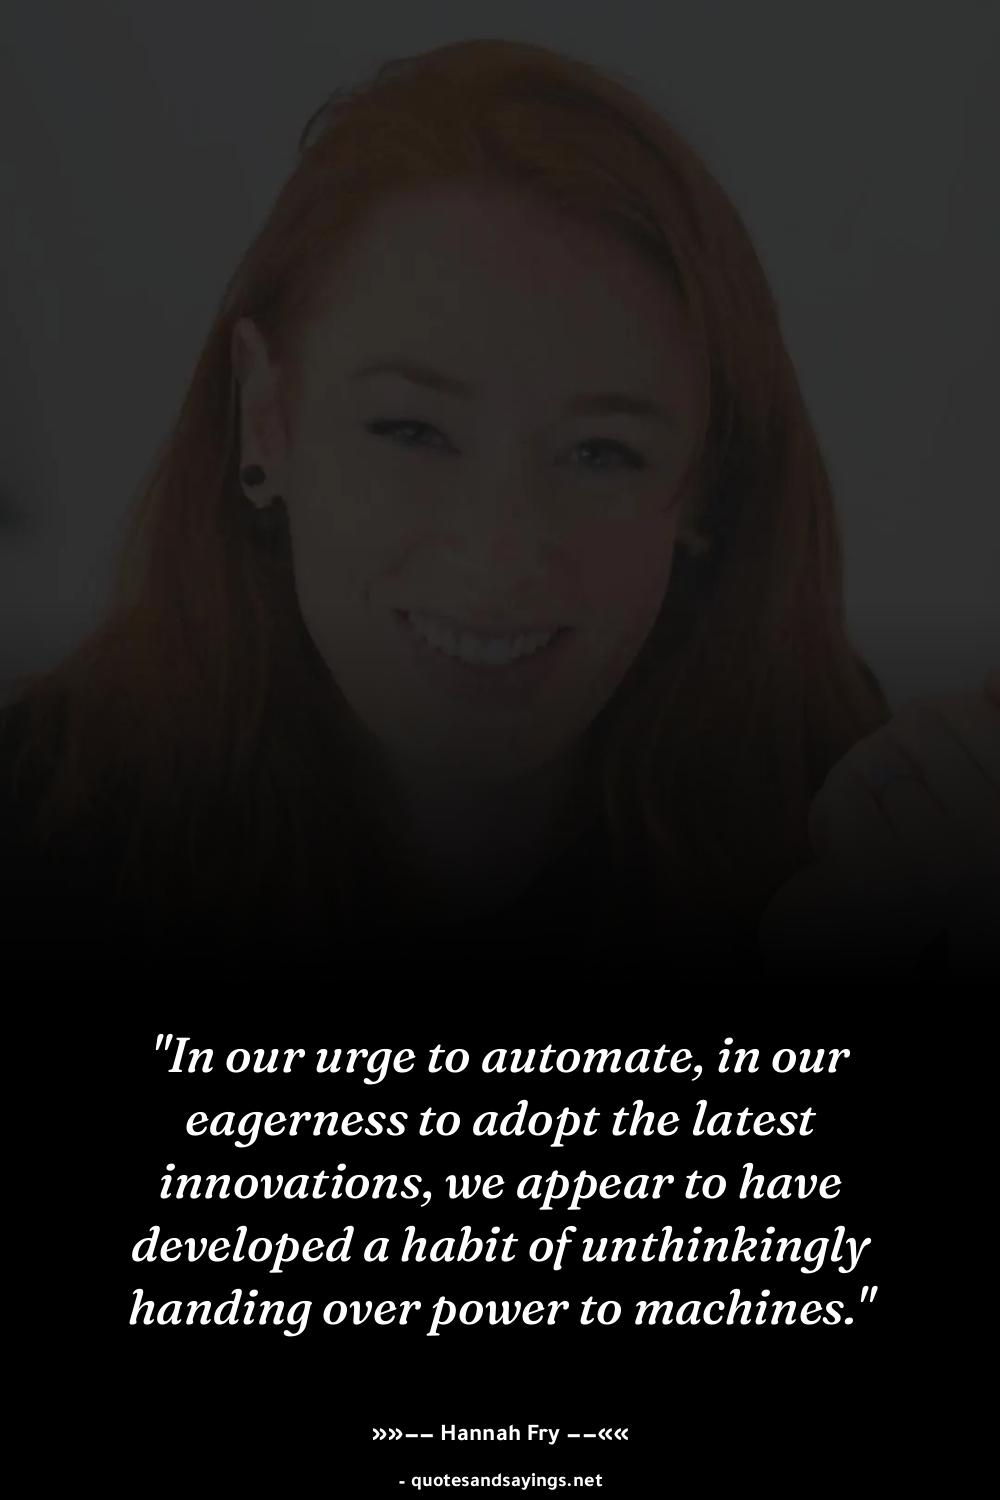 "In our urge to automate, in our
eagerness to adopt the latest
innovations, we appear to have
developed a habit of unthinkingly
handing over power to machines."
»»–– Hannah Fry ––««
- quotesandsayings.net